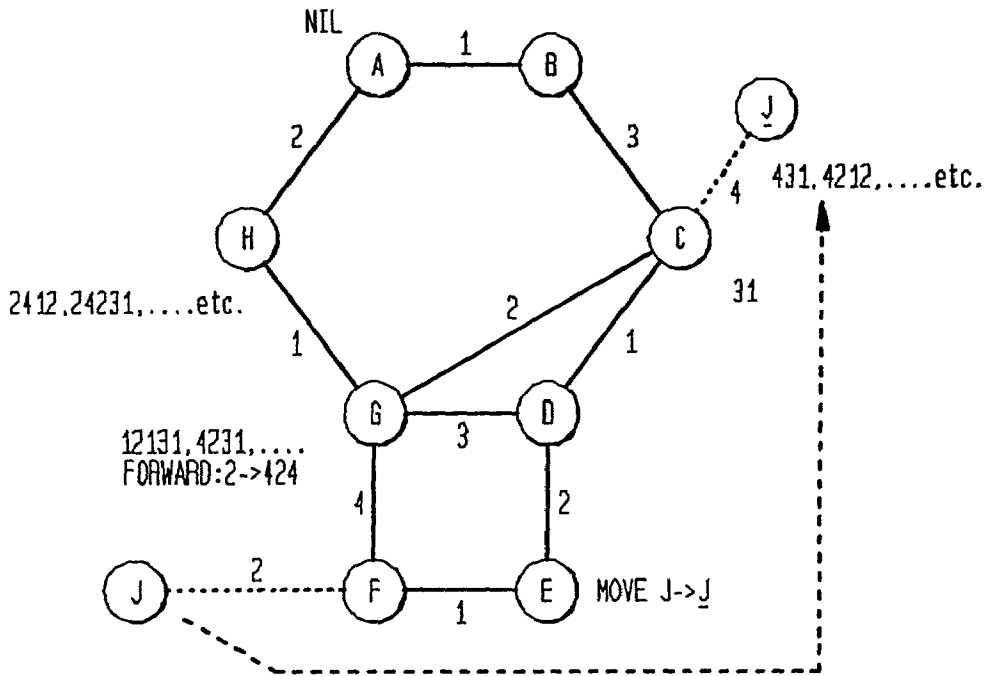 NIL
A
1
B
J
2
3
4
431,4212,....etc.
H
C
2412,24231,....etc.
31
1
2
1
G
3
D
12131,4231,....
FORWARD:2->424
4
2
J
2
F
1
E
MOVE J->J